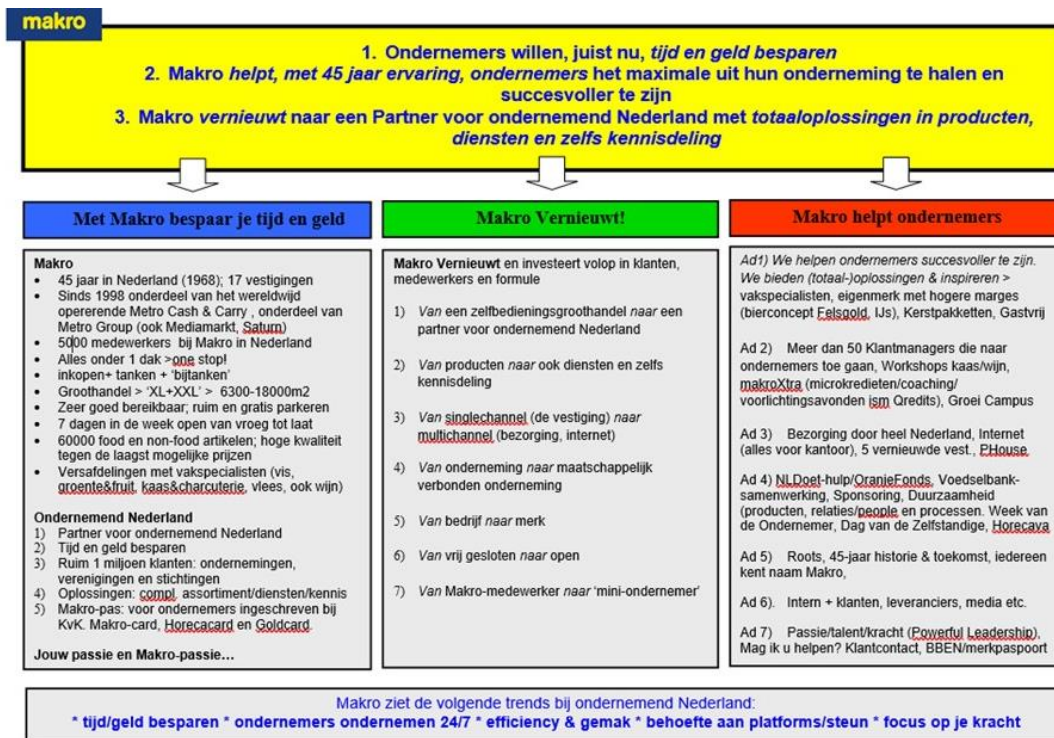 makro
1. Ondernemers willen, juist nu, tijd en geld besparen
2. Makro helpt, met 45 jaar ervaring, ondernemers het maximale uit hun onderneming te halen en
succesvoller te zijn
3. Makro vernieuwt naar een Partner voor ondernemend Nederland met totaaloplossingen in producten,
diensten en zelfs kennisdeling
Met Makro bespaar je tijd en geld
Makro
• 45 jaar in Nederland (1968); 17 vestigingen
• Sinds 1998 onderdeel van het wereldwijd
opererende Metro Cash & Carry , onderdeel van
Metro Group (ook Mediamarkt, Saturn)
• 5000 medewerkers bij Makro in Nederland
• Alles onder 1 dak >one stop!
• inkopen+ tanken + 'bijtanken'
• Groothandel > 'XL+XXL' > 6300-18000m2
• Zeer goed bereikbaar; ruim en gratis parkeren
• 7 dagen in de week open van vroeg tot laat
• 60000 food en non-food artikelen; hoge kwaliteit
tegen de laagst mogelijke prijzen
• Versafdelingen met vakspecialisten (vis,
groente&fruit, kaas&charcuterie, vlees, ook wijn)
Ondernemend Nederland
1) Partner voor ondernemend Nederland
2) Tijd en geld besparen
3) Ruim 1 miljoen klanten: ondernemingen,
verenigingen en stichtingen
4) Oplossingen: compl. assortiment/diensten/kennis
5) Makro-pas: voor ondernemers ingeschreven bij
KvK. Makro-card, Horecacard en Goldcard.
Jouw passie en Makro-passie…
Makro Vernieuwt!
Makro Vernieuwt en investeert volop in klanten,
medewerkers en formule
1) Van een zelfbedieningsgroothandel naar een
partner voor ondernemend Nederland
2) Van producten naar ook diensten en zelfs
kennisdeling
3) Van singlechannel (de vestiging) naar
multichannel (bezorging, internet)
4) Van onderneming naar maatschappelijk
verbonden onderneming
5) Van bedrijf naar merk
6) Van vrij gesloten naar open
7) Van Makro-medewerker naar 'mini-ondernemer'
Makro helpt ondernemers
Ad1) We helpen ondernemers succesvoller te zijn.
We bieden (totaal-)oplossingen & inspireren >
vakspecialisten, eigenmerk met hogere marges
(bierconcept Felsgold, IJs), Kerstpakketten, Gastvrij
Ad 2) Meer dan 50 Klantmanagers die naar
ondernemers toe gaan, Workshops kaas/wijn,
makroXtra (microkredieten/coaching/
voorlichtingsavonden ism Qredits), Groei Campus
Ad 3) Bezorging door heel Nederland, Internet
(alles voor kantoor), 5 vernieuwde vest., PHouse
Ad 4) NLDoet-hulp/OranjeFonds, Voedselbank-
samenwerking, Sponsoring, Duurzaamheid
(producten, relaties/people en processen. Week van
de Ondernemer, Dag van de Zelfstandige, Horecava
Ad 5) Roots, 45-jaar historie & toekomst, iedereen
kent naam Makro,
Ad 6). Intern + klanten, leveranciers, media etc.
Ad 7) Passie/talent/kracht (Powerful Leadership),
Mag ik u helpen? Klantcontact, BBEN/merkpaspoort
Makro ziet de volgende trends bij ondernemend Nederland:
* tijd/geld besparen * ondernemers ondernemen 24/7 * efficiency & gemak * behoefte aan platforms/steun * focus op je kracht